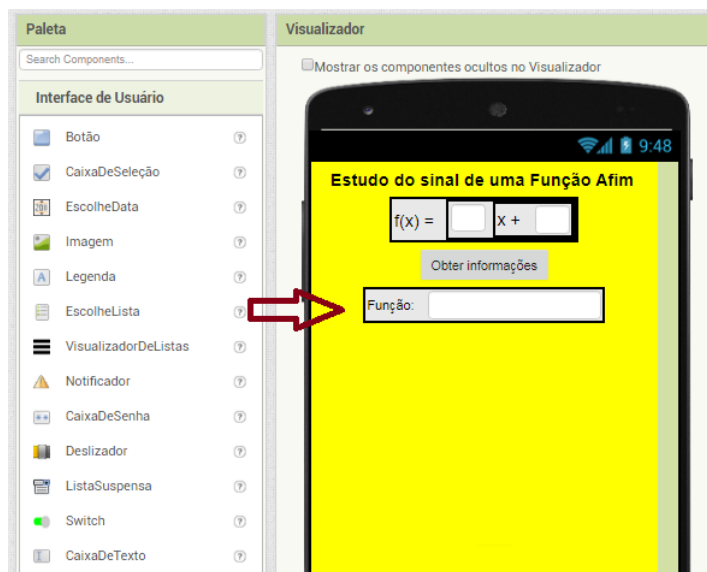 Paleta
Search Components...
Interface de Usuário
Botão ?
CaixaDeSeleção ?
EscolheData ?
Imagem ?
Legenda ?
EscolheLista ?
VisualizadorDeListas ?
Notificador ?
CaixaDeSenha ?
Deslizador ?
ListaSuspensa ?
Switch ?
CaixaDeTexto ?
Visualizador
Mostrar os componentes ocultos no Visualizador
9:48
Estudo do sinal de uma Função Afim
f(x) = x +
Obter informações
Função: